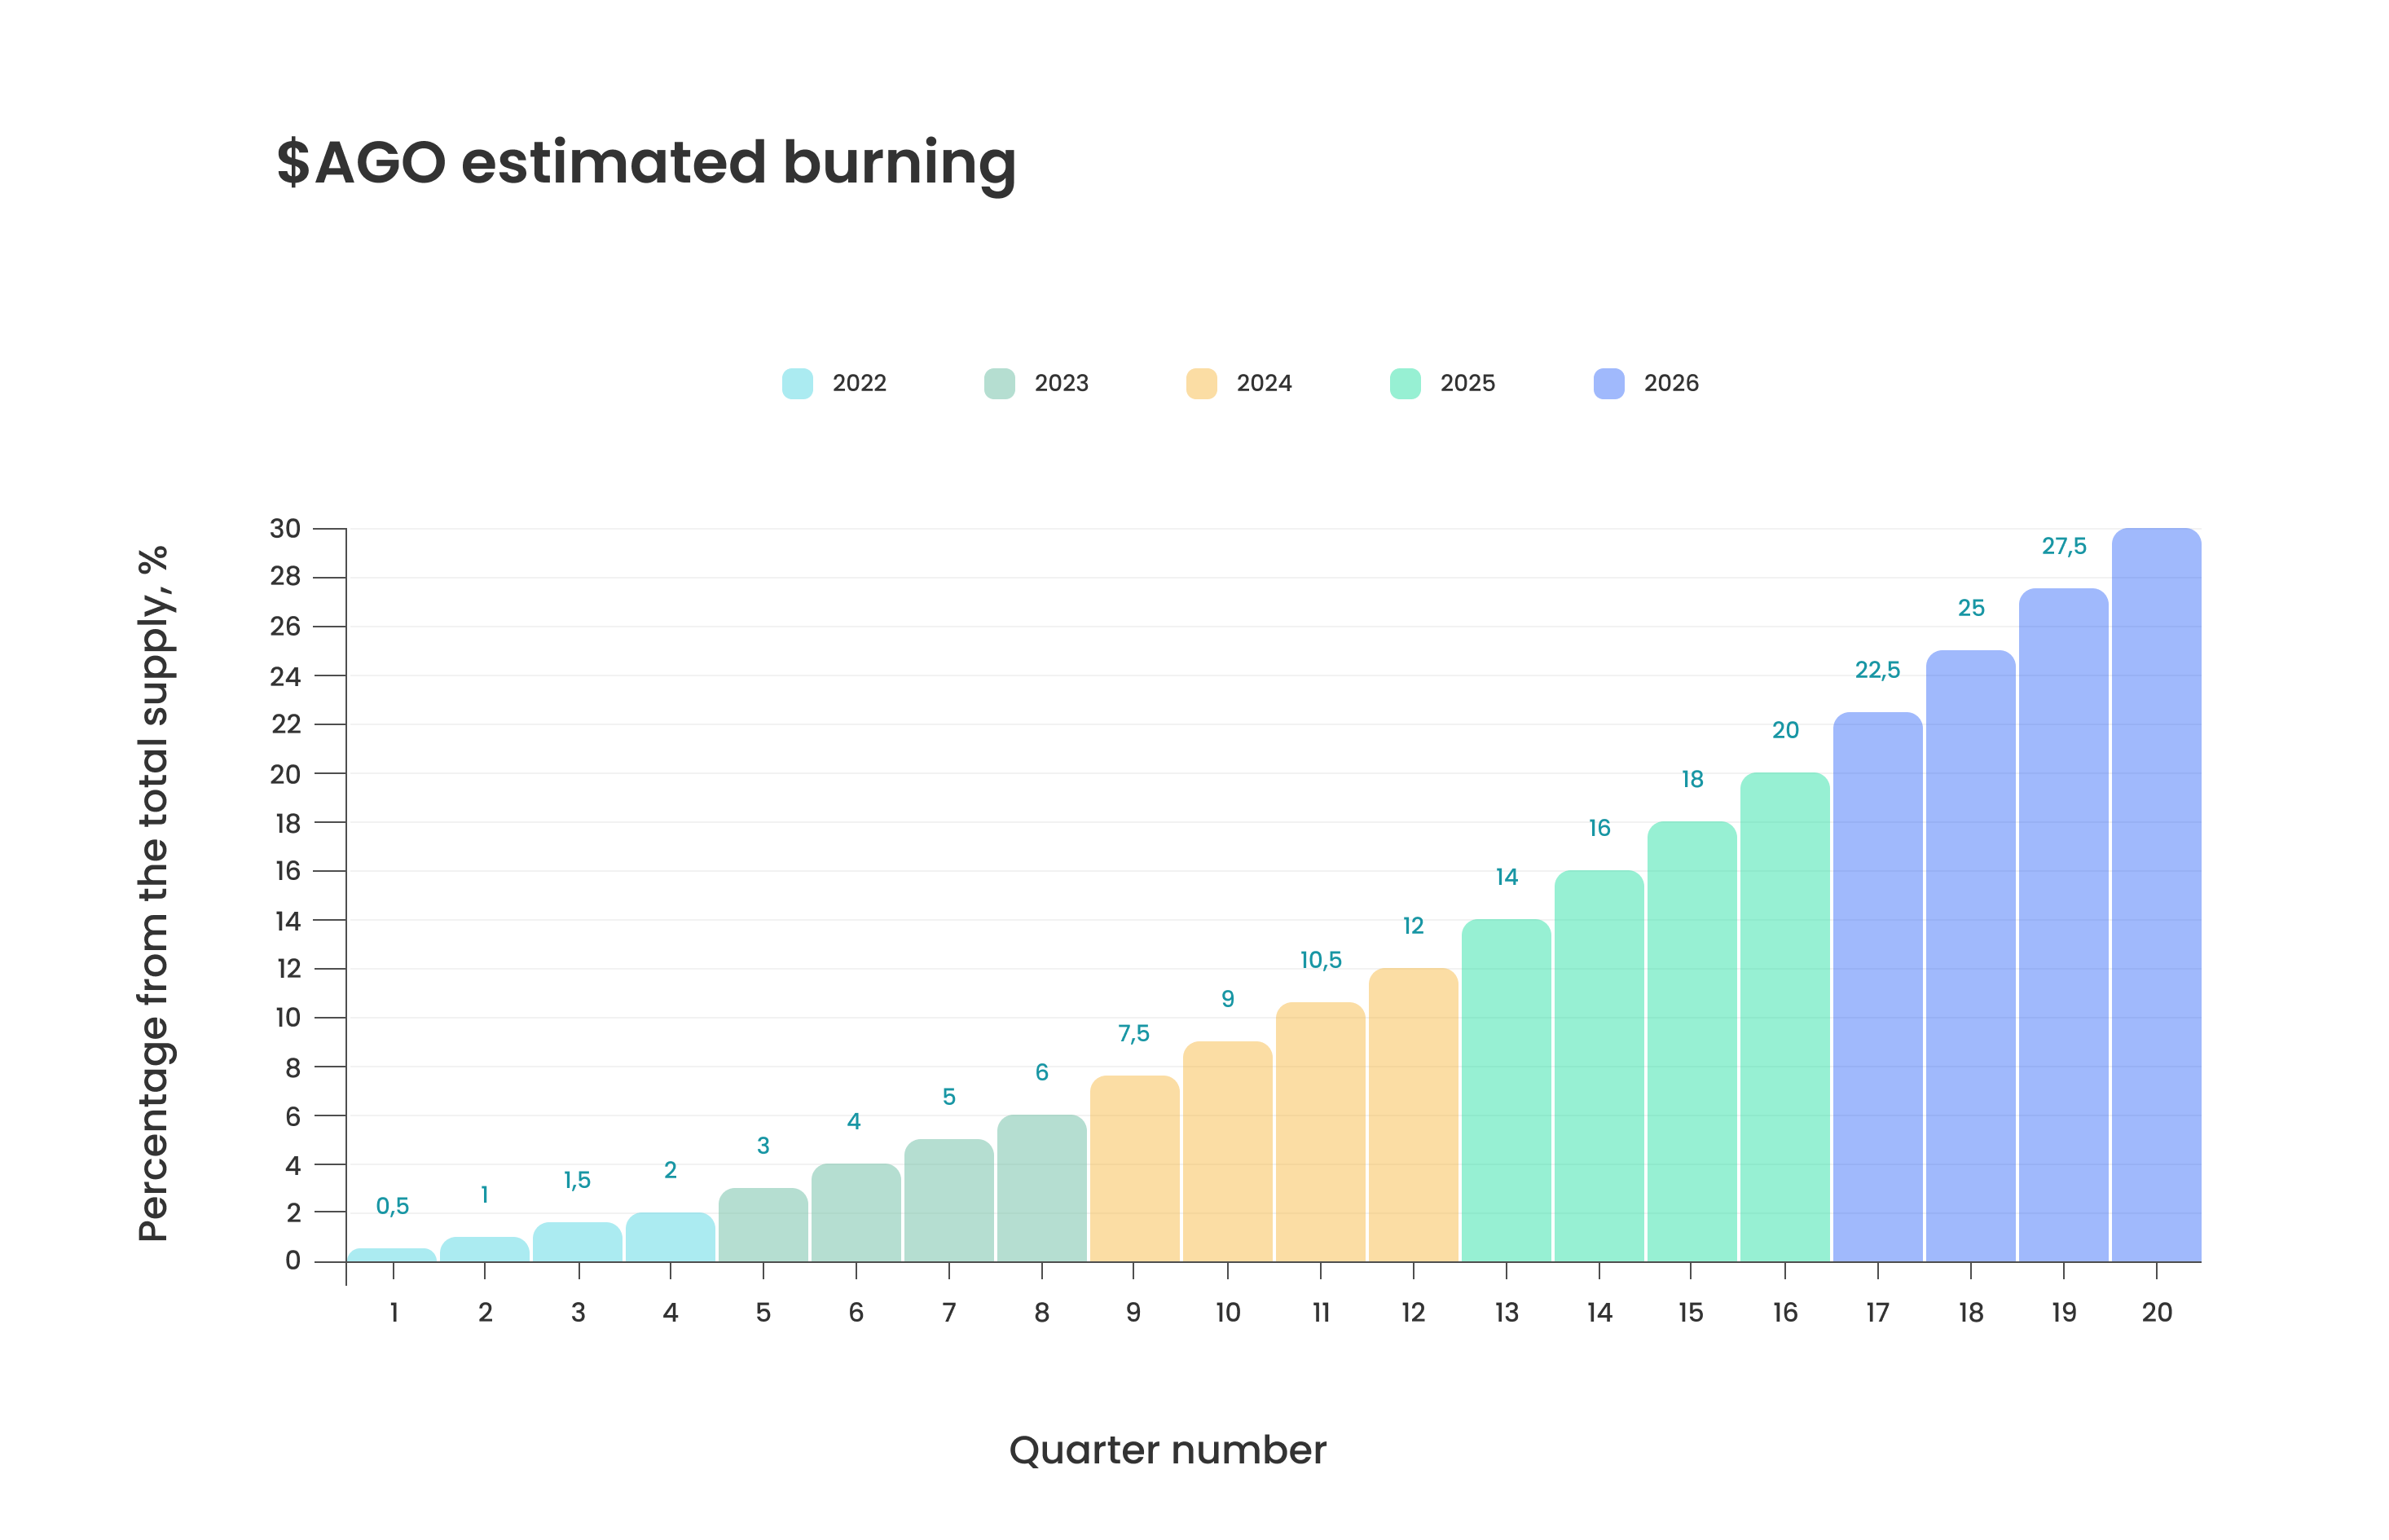 $AGO estimated burning
2022 2023 2024 2025 2026
Percentage from the total supply, %
30
28
26
24
22
20
18
16
14
12
10
8
6
4
2
0
0,5 1 1,5 2 3 4 5 6 7,5 9 10,5 12 14 16 18 20 22,5 25 27,5
1 2 3 4 5 6 7 8 9 10 11 12 13 14 15 16 17 18 19 20
Quarter number